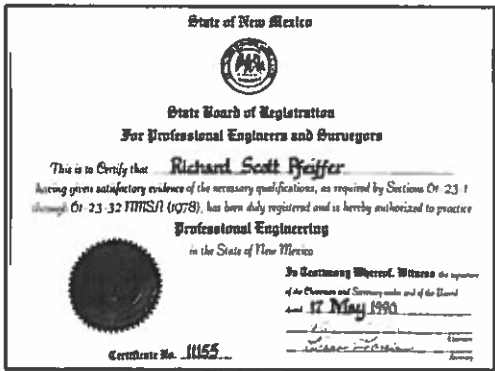 State of New Mexico
State Board of Registration
For Professional Engineers and Surveyors
This is to Certify that Richard Scott Pfeiffer
having given satisfactory evidence of the necessary qualifications, as required by Sections 61-23-1
through 61-23-32 NMSA (1978), has been duly registered and is hereby authorized to practice
Professional Engineering
in the State of New Mexico
In Testimony Whereof, Witness the signature
of the Chairman and Secretary under seal of the Board
dated 17 May 1990
Chairman
Secretary
Certificate No. 11155